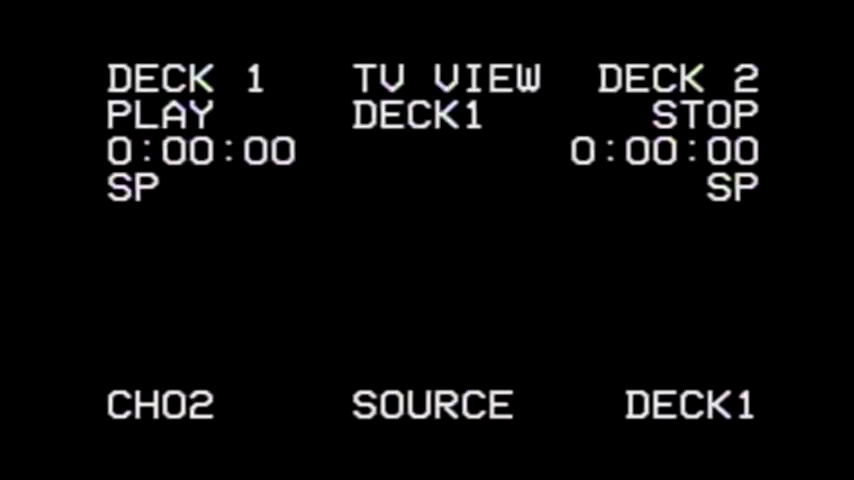 DECK 1 TV VIEW DECK 2
PLAY DECK1 STOP
0:00:00 0:00:00
SP SP
CH02 SOURCE DECK1